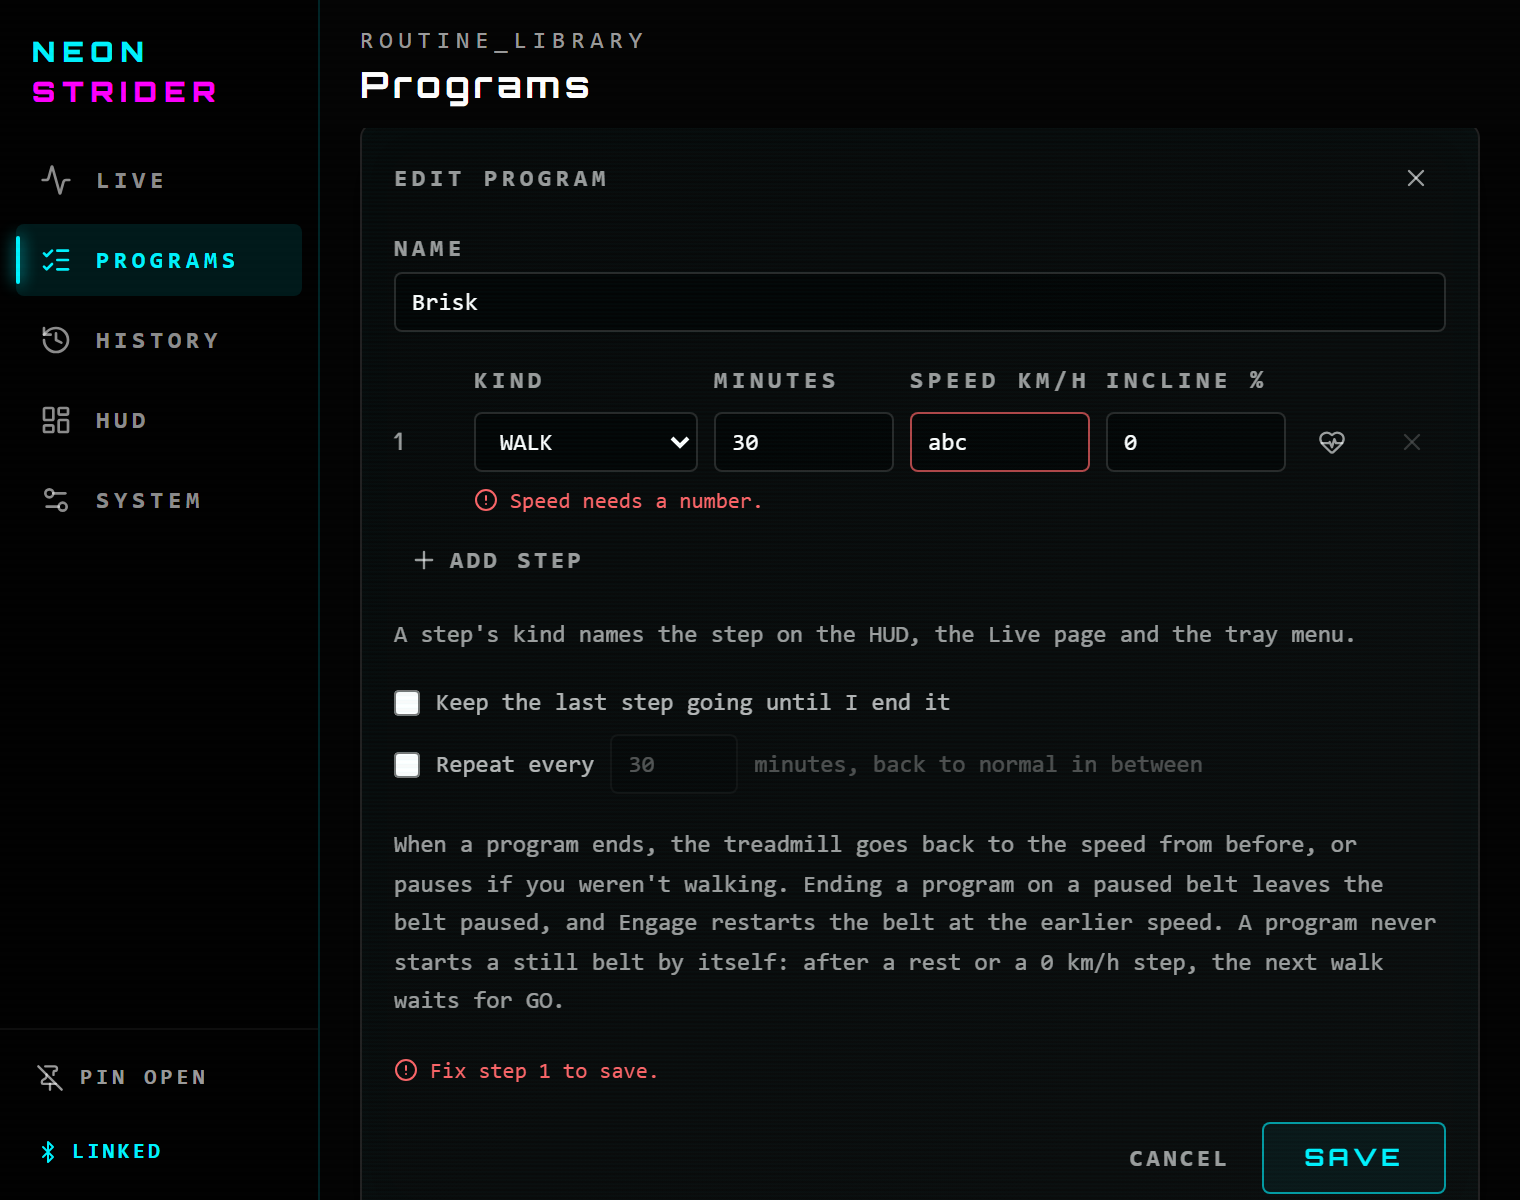 NEON
STRIDER
LIVE
PROGRAMS
HISTORY
HUD
SYSTEM
PIN OPEN
LINKED
ROUTINE_LIBRARY
Programs
EDIT PROGRAM
NAME
Brisk
KIND MINUTES SPEED KM/H INCLINE %
1 WALK 30 abc 0
Speed needs a number.
ADD STEP
A step's kind names the step on the HUD, the Live page and the tray menu.
Keep the last step going until I end it
Repeat every 30 minutes, back to normal in between
When a program ends, the treadmill goes back to the speed from before, or
pauses if you weren't walking. Ending a program on a paused belt leaves the
belt paused, and Engage restarts the belt at the earlier speed. A program never
starts a still belt by itself: after a rest or a 0 km/h step, the next walk
waits for GO.
Fix step 1 to save.
CANCEL SAVE